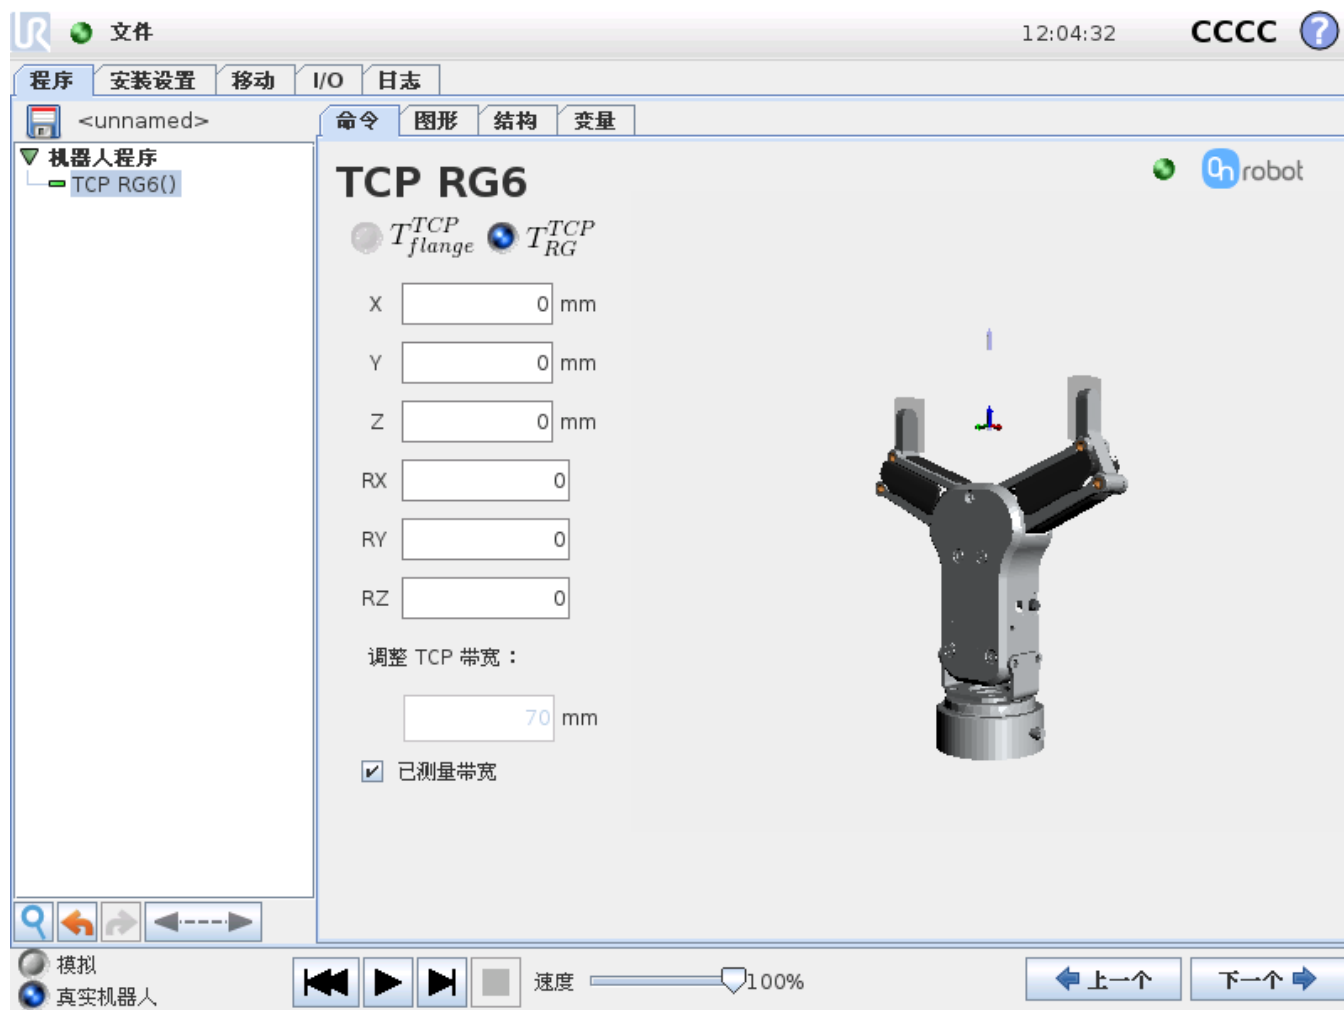 UR 文件 12:04:32 CCCC ?
程序 安装设置 移动 I/O 日志
<unnamed> 命令 图形 结构 变量
机器人程序
TCP RG6()
TCP RG6
On robot
T_flange^TCP T_RG^TCP
X 0 mm
Y 0 mm
Z 0 mm
RX 0
RY 0
RZ 0
调整 TCP 带宽：
70 mm
已测量带宽
模拟
真实机器人
速度 100%
上一个 下一个